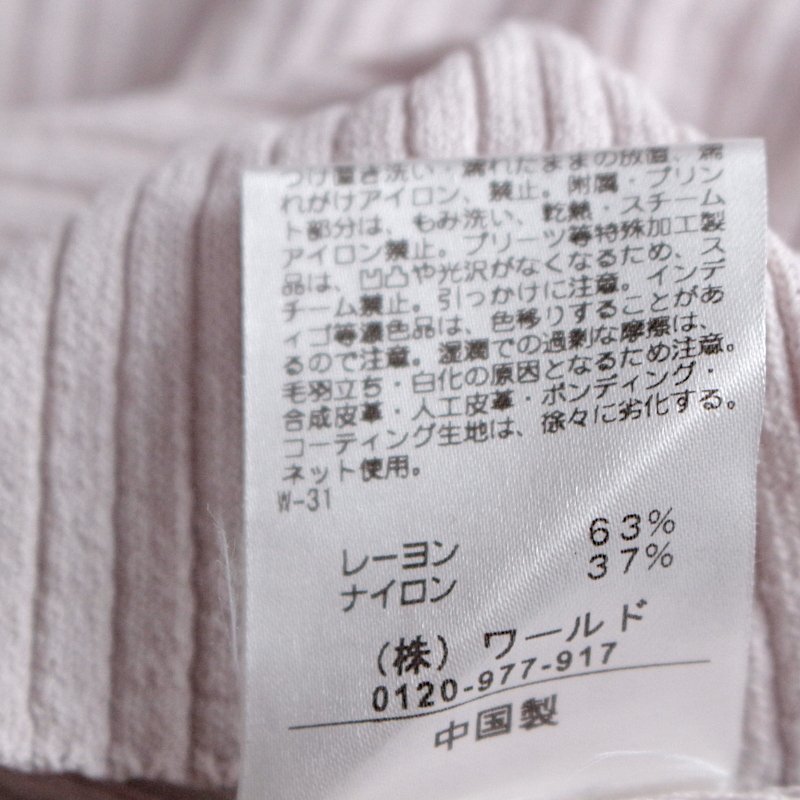 つけ置き洗い・濡れたままの放置、濡
れがけアイロン、禁止。附属・プリン
ト部分は、もみ洗い、乾熱・スチーム
アイロン禁止。プリーツ等特殊加工製
品は、凹凸や光沢がなくなるため、ス
チーム禁止。引っかけに注意。インデ
ィゴ等濃色品は、色移りすることがあ
るので注意。湿潤での過剰な摩擦は、
毛羽立ち・白化の原因となるため注意。
合成皮革・人工皮革・ボンディング・
コーティング生地は、徐々に劣化する。
ネット使用。
W-31
レーヨン 63%
ナイロン 37%
(株) ワールド
0120-977-917
中国製